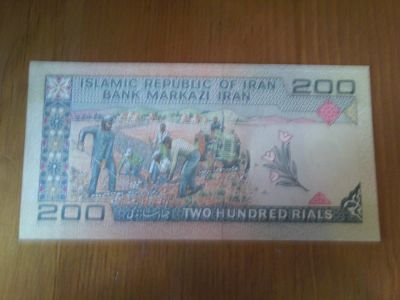 ISLAMIC REPUBLIC OF IRAN 200
BANK MARKAZI IRAN
200 TWO HUNDRED RIALS